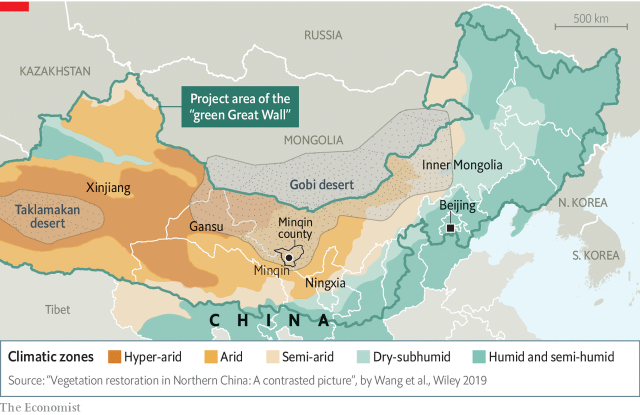 RUSSIA
500 km
KAZAKHSTAN
Project area of the
“green Great Wall”
MONGOLIA
Inner Mongolia
Gobi desert
Xinjiang
Beijing
N. KOREA
Taklamakan
desert
Gansu
Minqin
county
S. KOREA
Minqin
Ningxia
Tibet
CHINA
Climatic zones
Hyper-arid
Arid
Semi-arid
Dry-subhumid
Humid and semi-humid
Source: “Vegetation restoration in Northern China: A contrasted picture”, by Wang et al., Wiley 2019
The Economist